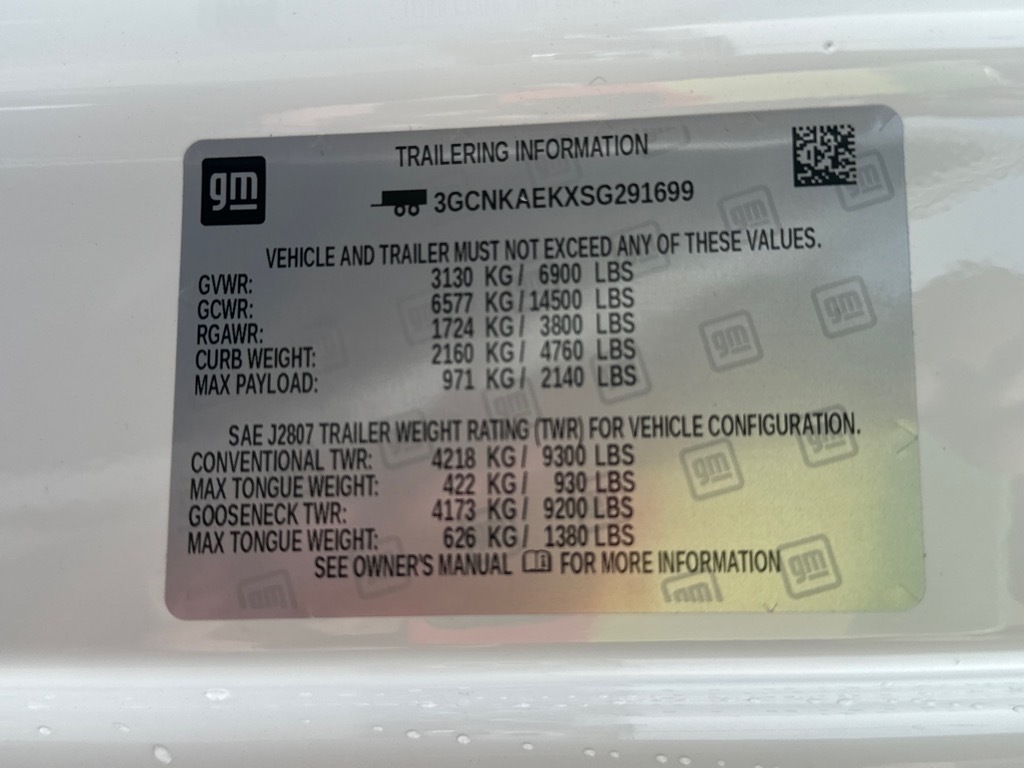 gm
TRAILERING INFORMATION
3GCNKAEKXSG291699
VEHICLE AND TRAILER MUST NOT EXCEED ANY OF THESE VALUES.
GVWR: 3130 KG / 6900 LBS
GCWR: 6577 KG / 14500 LBS
RGAWR: 1724 KG / 3800 LBS
CURB WEIGHT: 2160 KG / 4760 LBS
MAX PAYLOAD: 971 KG / 2140 LBS
SAE J2807 TRAILER WEIGHT RATING (TWR) FOR VEHICLE CONFIGURATION.
CONVENTIONAL TWR: 4218 KG / 9300 LBS
MAX TONGUE WEIGHT: 422 KG / 930 LBS
GOOSENECK TWR: 4173 KG / 9200 LBS
MAX TONGUE WEIGHT: 626 KG / 1380 LBS
SEE OWNER'S MANUAL FOR MORE INFORMATION